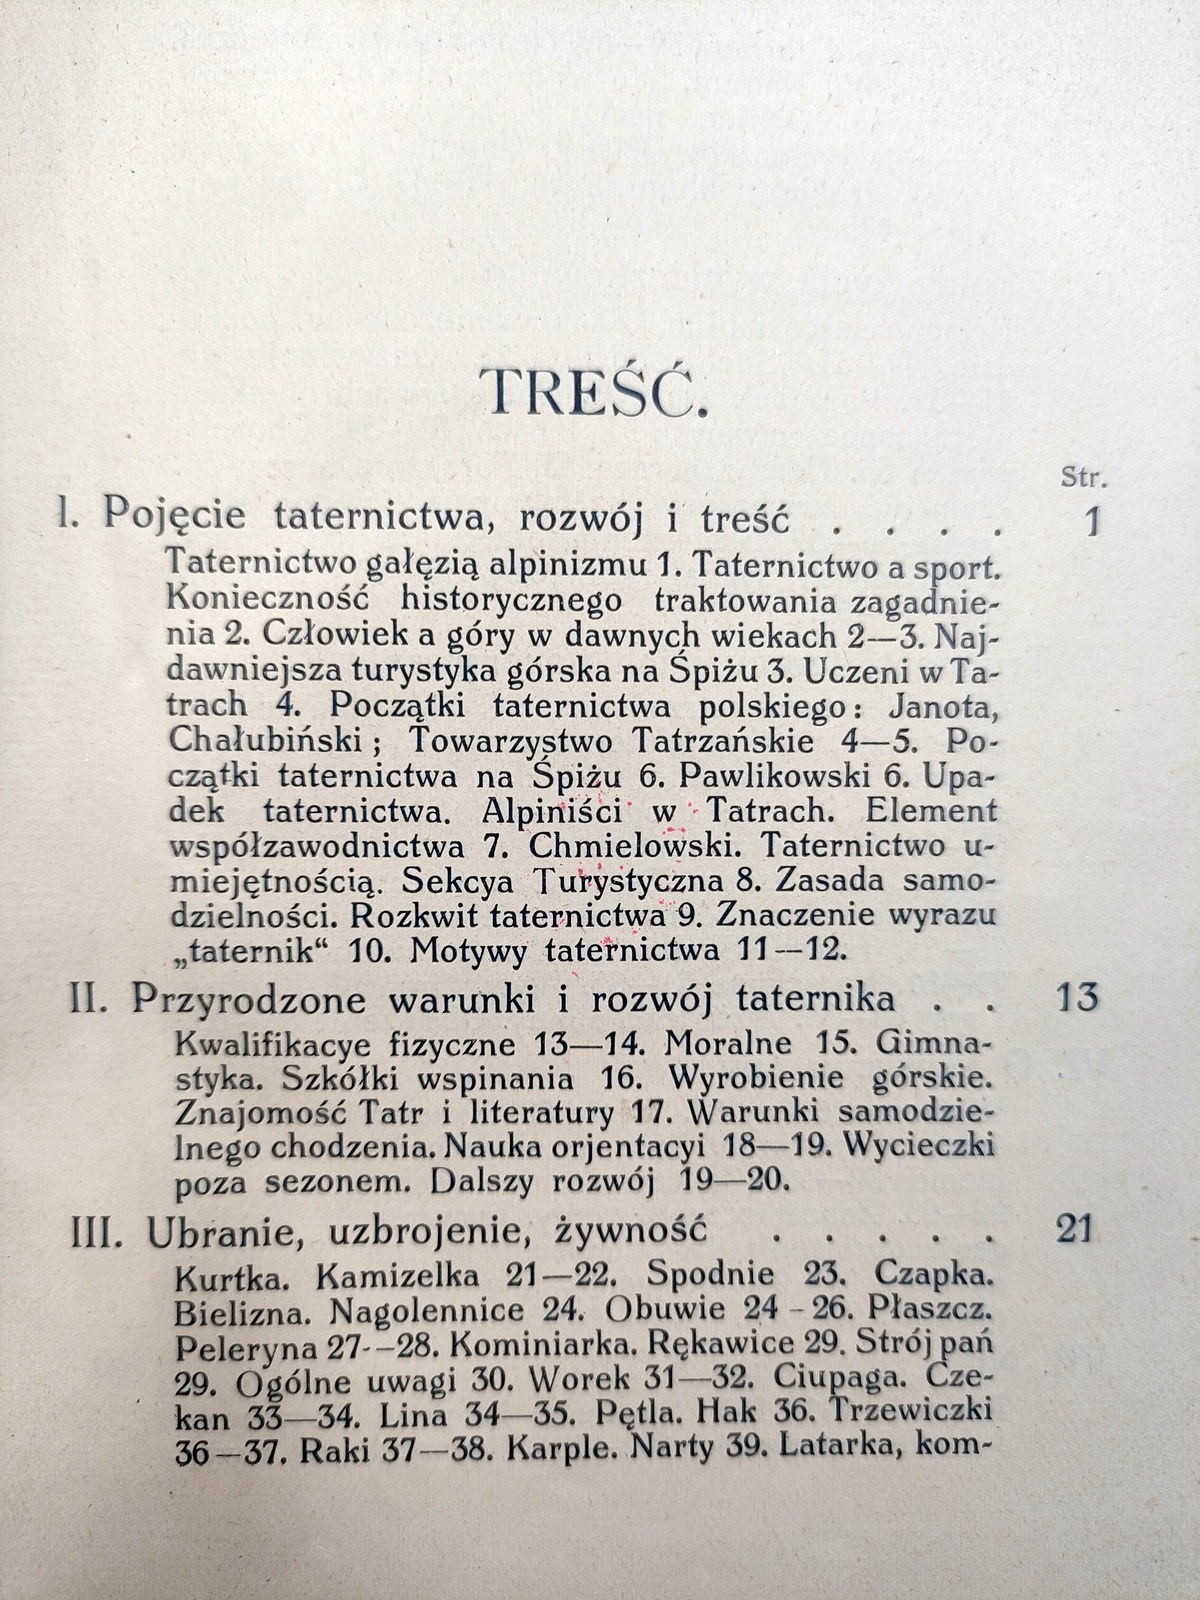 TREŚĆ.
Str.
I. Pojęcie taternictwa, rozwój i treść . . . . 1
Taternictwo gałęzią alpinizmu 1. Taternictwo a sport.
Konieczność historycznego traktowania zagadnie-
nia 2. Człowiek a góry w dawnych wiekach 2—3. Naj-
dawniejsza turystyka górska na Śpiżu 3. Uczeni w Ta-
trach 4. Początki taternictwa polskiego: Janota,
Chałubiński; Towarzystwo Tatrzańskie 4—5. Po-
czątki taternictwa na Śpiżu 6. Pawlikowski 6. Upa-
dek taternictwa. Alpiniści w Tatrach. Element
współzawodnictwa 7. Chmielowski. Taternictwo u-
miejętnością. Sekcya Turystyczna 8. Zasada samo-
dzielności. Rozkwit taternictwa 9. Znaczenie wyrazu
„taternik“ 10. Motywy taternictwa 11—12.
II. Przyrodzone warunki i rozwój taternika . . 13
Kwalifikacye fizyczne 13—14. Moralne 15. Gimna-
styka. Szkółki wspinania 16. Wyrobienie górskie.
Znajomość Tatr i literatury 17. Warunki samodzie-
lnego chodzenia. Nauka orjentacyi 18—19. Wycieczki
poza sezonem. Dalszy rozwój 19—20.
III. Ubranie, uzbrojenie, żywność . . . . . 21
Kurtka. Kamizelka 21—22. Spodnie 23. Czapka.
Bielizna. Nagolennice 24. Obuwie 24-26. Płaszcz.
Peleryna 27-—28. Kominiarka. Rękawice 29. Strój pań
29. Ogólne uwagi 30. Worek 31—32. Ciupaga. Cze-
kan 33—34. Lina 34—35. Pętla. Hak 36. Trzewiczki
36—37. Raki 37—38. Karple. Narty 39. Latarka, kom-